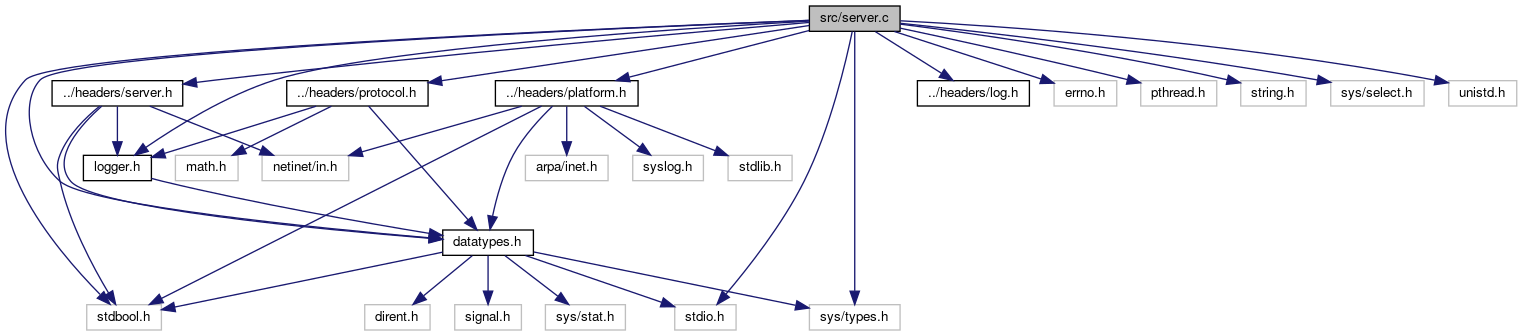 src/server.c
../headers/server.h
../headers/protocol.h
../headers/platform.h
../headers/log.h
errno.h
pthread.h
string.h
sys/select.h
unistd.h
logger.h
math.h
netinet/in.h
arpa/inet.h
syslog.h
stdlib.h
datatypes.h
stdbool.h
dirent.h
signal.h
sys/stat.h
stdio.h
sys/types.h